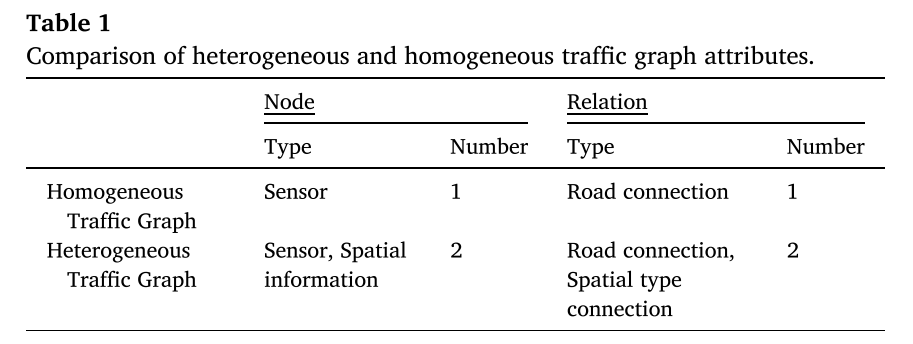 Table 1
Comparison of heterogeneous and homogeneous traffic graph attributes.
Node Relation
Type Number Type Number
Homogeneous Sensor 1 Road connection 1
Traffic Graph
Heterogeneous Sensor, Spatial 2 Road connection, 2
Traffic Graph information Spatial type
connection